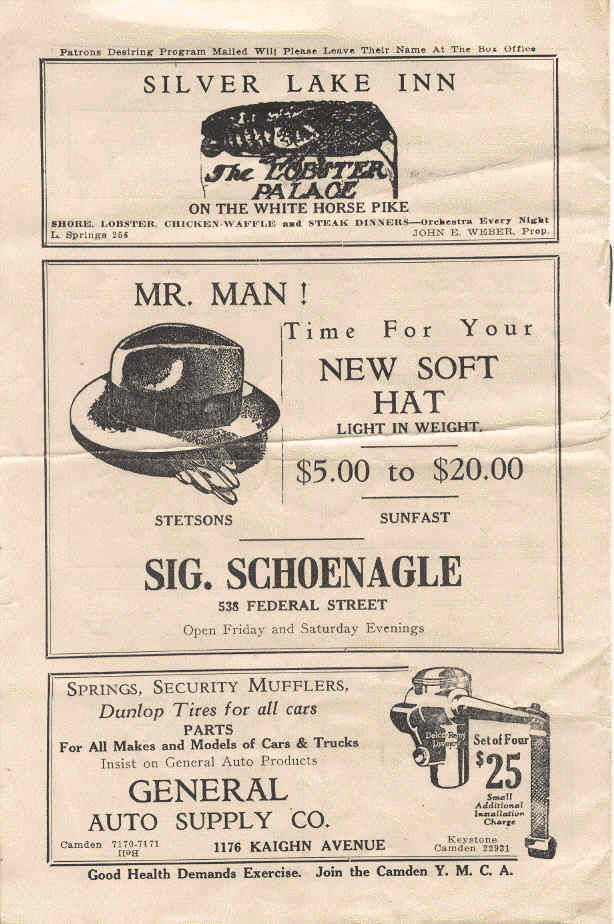 Patrons Desiring Program Mailed Will Please Leave Their Name At The Box Office
SILVER LAKE INN
The LOBSTER
PALACE
ON THE WHITE HORSE PIKE
SHORE, LOBSTER, CHICKEN-WAFFLE and STEAK DINNERS—Orchestra Every Night
L. Springs 256 JOHN E. WEBER, Prop.
MR. MAN !
Time For Your
NEW SOFT
HAT
LIGHT IN WEIGHT.
$5.00 to $20.00
STETSONS SUNFAST
SIG. SCHOENAGLE
538 FEDERAL STREET
Open Friday and Saturday Evenings
SPRINGS, SECURITY MUFFLERS,
Dunlop Tires for all cars
PARTS
For All Makes and Models of Cars & Trucks
Insist on General Auto Products
GENERAL
AUTO SUPPLY CO.
Camden 7170-7171
Bell
1176 KAIGHN AVENUE
Delco Remy
Lovejoy
Set of Four
$25
Small
Additional
Installation
Charge
Keystone
Camden 22931
Good Health Demands Exercise. Join the Camden Y. M. C. A.